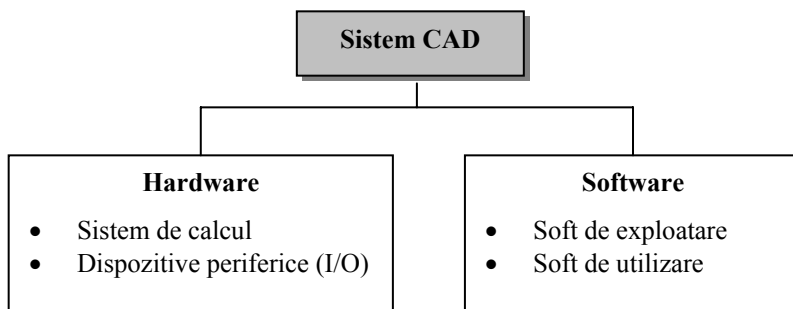 Sistem CAD
Hardware
• Sistem de calcul
• Dispozitive periferice (I/O)
Software
• Soft de exploatare
• Soft de utilizare